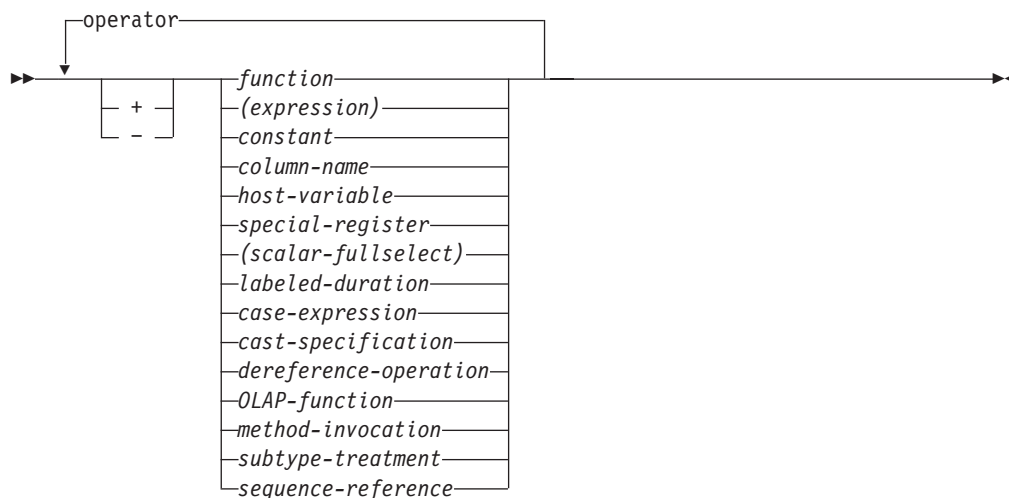 operator
function
+
(expression)
−
constant
column-name
host-variable
special-register
(scalar-fullselect)
labeled-duration
case-expression
cast-specification
dereference-operation
OLAP-function
method-invocation
subtype-treatment
sequence-reference